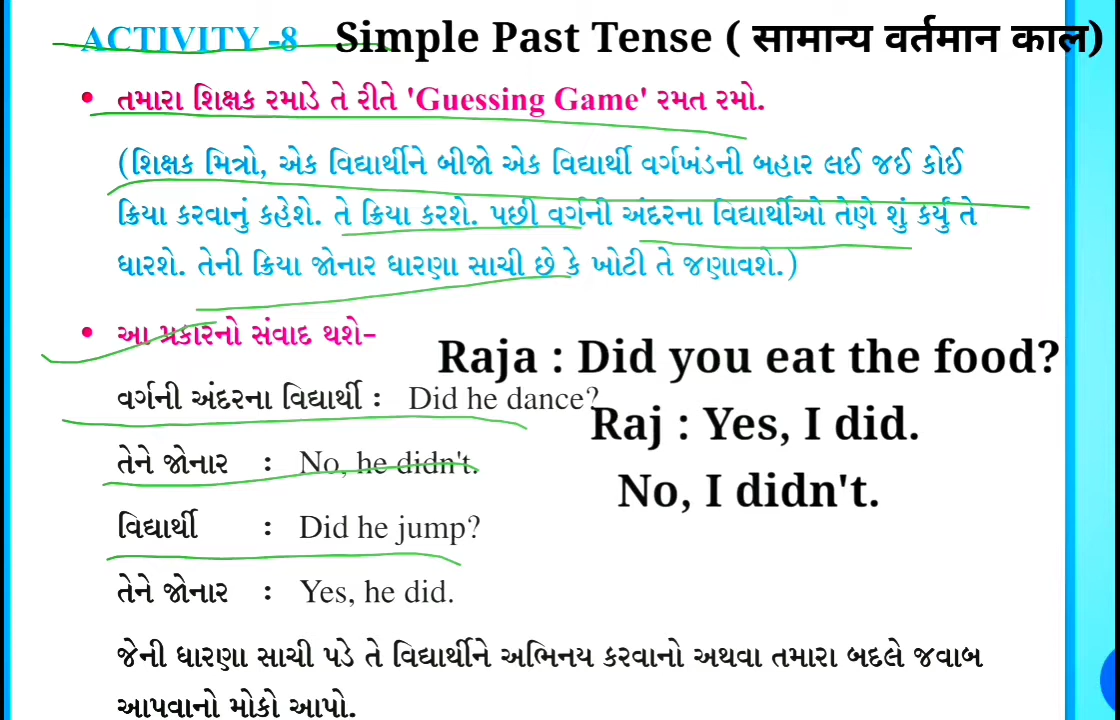 ACTIVITY -8 Simple Past Tense ( सामान्य वर्तमान काल)
• તમારા શિક્ષક રમાડે તે રીતે 'Guessing Game' રમત રમો.
(શિક્ષક મિત્રો, એક વિદ્યાર્થીને બીજો એક વિદ્યાર્થી વર્ગખંડની બહાર લઈ જઈ કોઈ
ક્રિયા કરવાનું કહેશે. તે ક્રિયા કરશે. પછી વર્ગની અંદરના વિદ્યાર્થીઓ તેણે શું કર્યું તે
ધારશે. તેની ક્રિયા જોનાર ધારણા સાચી છે કે ખોટી તે જણાવશે.)
• આ પ્રકારનો સંવાદ થશે-
Raja : Did you eat the food?
વર્ગની અંદરના વિદ્યાર્થી : Did he dance?
Raj : Yes, I did.
તેને જોનાર : No, he didn't.
No, I didn't.
વિદ્યાર્થી : Did he jump?
તેને જોનાર : Yes, he did.
જેની ધારણા સાચી પડે તે વિદ્યાર્થીને અભિનય કરવાનો અથવા તમારા બદલે જવાબ
આપવાનો મોકો આપો.